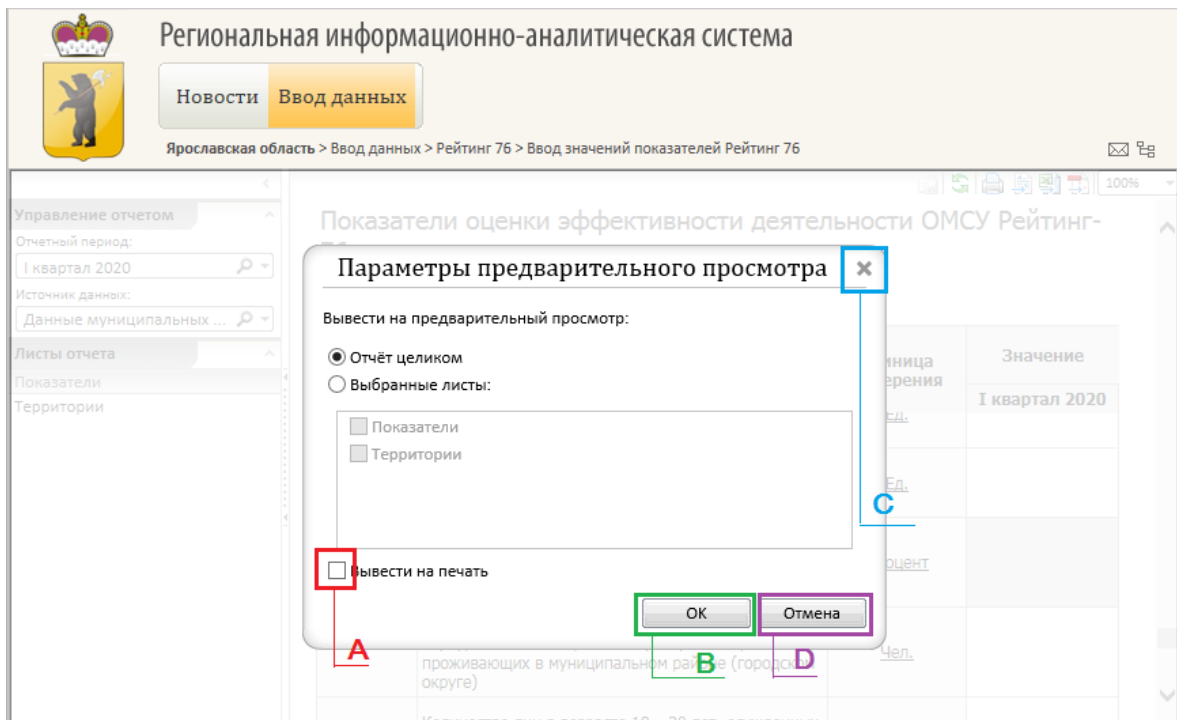 Региональная информационно-аналитическая система
Новости Ввод данных
Ярославская область > Ввод данных > Рейтинг 76 > Ввод значений показателей Рейтинг 76
100%
Управление отчетом
Отчетный период:
I квартал 2020
Источник данных:
Данные муниципальных ...
Листы отчета
Показатели
Территории
Показатели оценки эффективности деятельности ОМСУ Рейтинг-
Параметры предварительного просмотра
Вывести на предварительный просмотр:
Отчёт целиком
Выбранные листы:
Показатели
Территории
Вывести на печать
ОК Отмена
A
B
C
D
Значение
I квартал 2020
Ед.
Ед.
Чел.
проживающих в муниципальном районе (городском
округе)